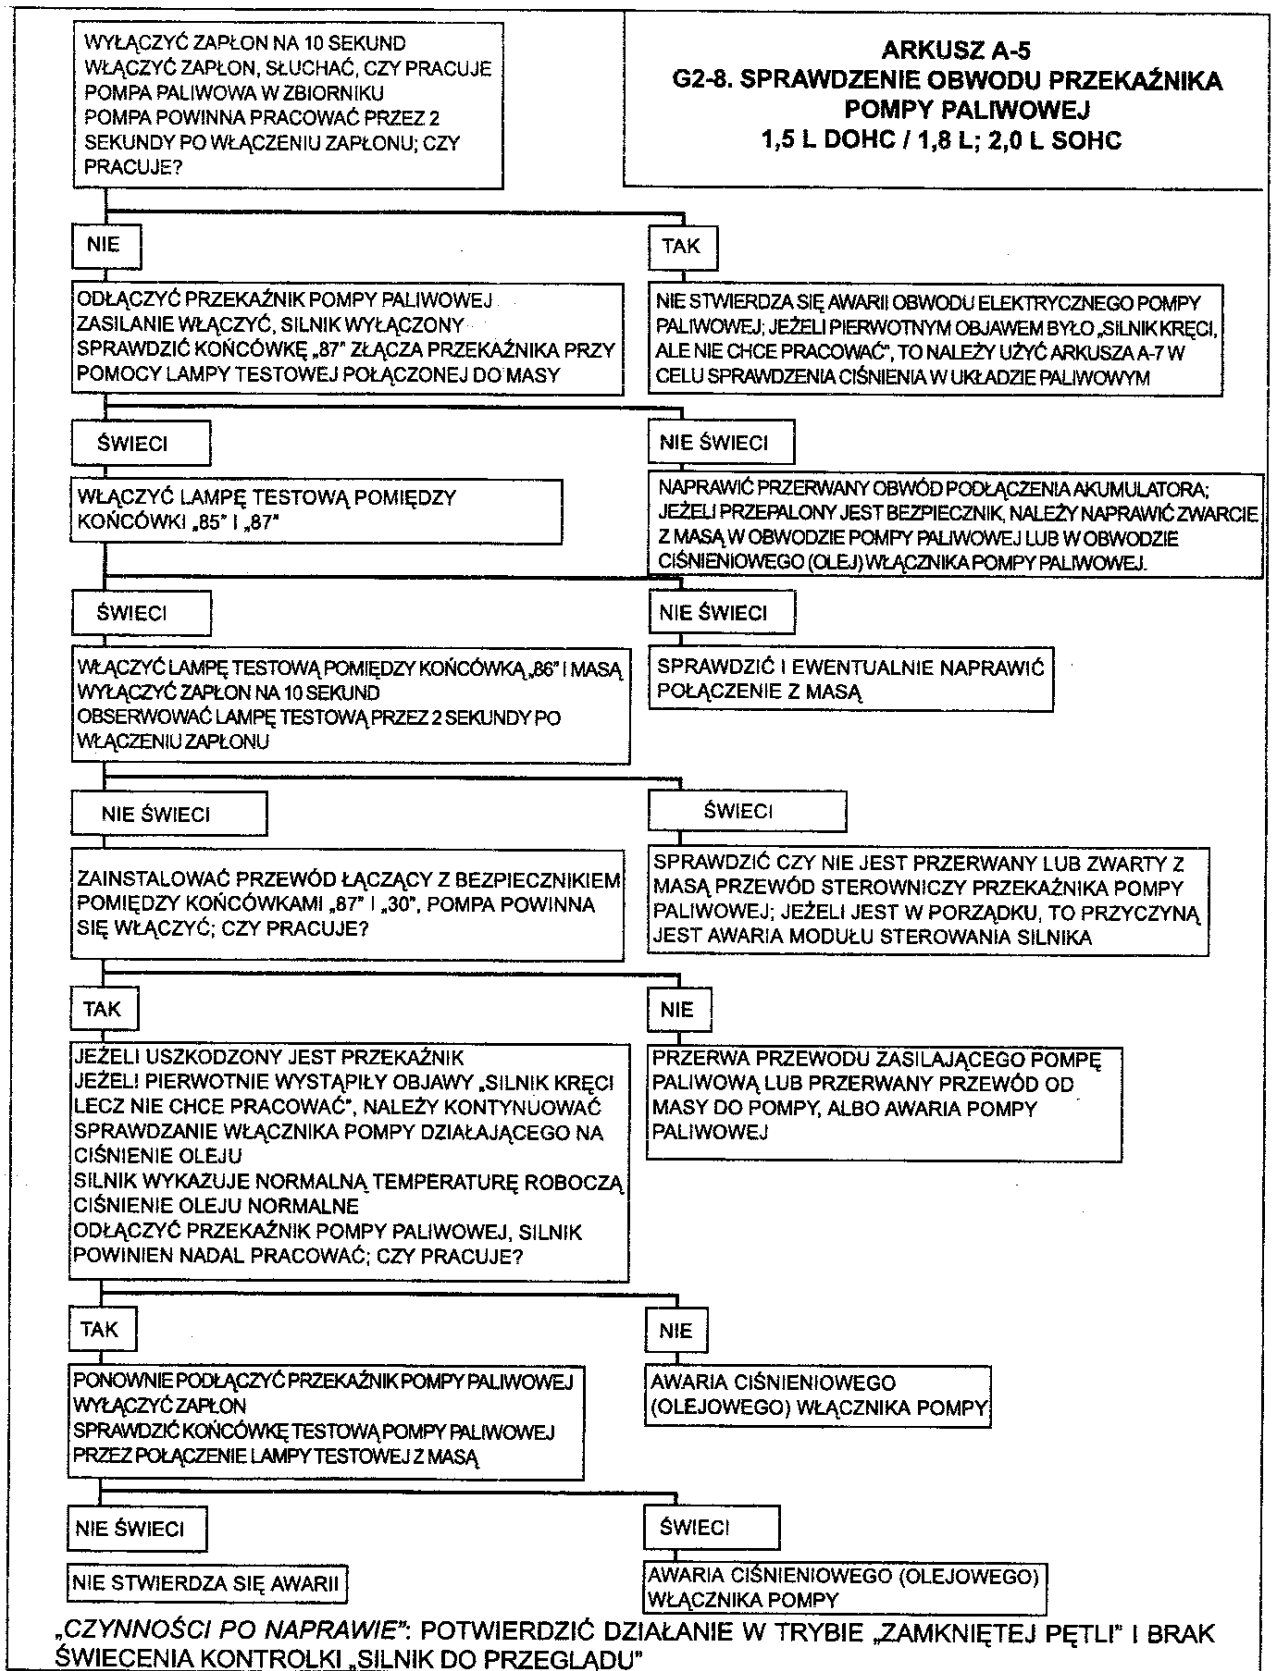 WYŁĄCZYĆ ZAPŁON NA 10 SEKUND
WŁĄCZYĆ ZAPŁON, SŁUCHAĆ, CZY PRACUJE
POMPA PALIWOWA W ZBIORNIKU
POMPA POWINNA PRACOWAĆ PRZEZ 2
SEKUNDY PO WŁĄCZENIU ZAPŁONU; CZY
PRACUJE?
ARKUSZ A-5
G2-8. SPRAWDZENIE OBWODU PRZEKAŹNIKA
POMPY PALIWOWEJ
1,5 L DOHC / 1,8 L; 2,0 L SOHC
NIE
TAK
ODŁĄCZYĆ PRZEKAŹNIK POMPY PALIWOWEJ
ZASILANIE WŁĄCZYĆ, SILNIK WYŁĄCZONY
SPRAWDZIĆ KOŃCÓWKĘ „87" ZŁĄCZA PRZEKAŹNIKA PRZY
POMOCY LAMPY TESTOWEJ POŁĄCZONEJ DO MASY
NIE STWIERDZA SIĘ AWARII OBWODU ELEKTRYCZNEGO POMPY
PALIWOWEJ; JEŻELI PIERWOTNYM OBJAWEM BYŁO „SILNIK KRĘCI,
ALE NIE CHCE PRACOWAĆ", TO NALEŻY UŻYĆ ARKUSZA A-7 W
CELU SPRAWDZENIA CIŚNIENIA W UKŁADZIE PALIWOWYM
ŚWIECI
NIE ŚWIECI
WŁĄCZYĆ LAMPĘ TESTOWĄ POMIĘDZY
KOŃCÓWKI „85" I „87"
NAPRAWIĆ PRZERWANY OBWÓD PODŁĄCZENIA AKUMULATORA;
JEŻELI PRZEPALONY JEST BEZPIECZNIK, NALEŻY NAPRAWIĆ ZWARCIE
Z MASĄ W OBWODZIE POMPY PALIWOWEJ LUB W OBWODZIE
CIŚNIENIOWEGO (OLEJ) WŁĄCZNIKA POMPY PALIWOWEJ.
ŚWIECI
NIE ŚWIECI
WŁĄCZYĆ LAMPĘ TESTOWĄ POMIĘDZY KOŃCÓWKĄ „86" I MASĄ
WYŁĄCZYĆ ZAPŁON NA 10 SEKUND
OBSERWOWAĆ LAMPĘ TESTOWĄ PRZEZ 2 SEKUNDY PO
WŁĄCZENIU ZAPŁONU
SPRAWDZIĆ I EWENTUALNIE NAPRAWIĆ
POŁĄCZENIE Z MASĄ
NIE ŚWIECI
ŚWIECI
ZAINSTALOWAĆ PRZEWÓD ŁĄCZĄCY Z BEZPIECZNIKIEM
POMIĘDZY KOŃCÓWKAMI „87" I „30", POMPA POWINNA
SIĘ WŁĄCZYĆ; CZY PRACUJE?
SPRAWDZIĆ CZY NIE JEST PRZERWANY LUB ZWARTY Z
MASĄ PRZEWÓD STEROWNICZY PRZEKAŹNIKA POMPY
PALIWOWEJ; JEŻELI JEST W PORZĄDKU, TO PRZYCZYNĄ
JEST AWARIA MODUŁU STEROWANIA SILNIKA
TAK
NIE
JEŻELI USZKODZONY JEST PRZEKAŹNIK
JEŻELI PIERWOTNIE WYSTĄPIŁY OBJAWY „SILNIK KRĘCI
LECZ NIE CHCE PRACOWAĆ", NALEŻY KONTYNUOWAĆ
SPRAWDZANIE WŁĄCZNIKA POMPY DZIAŁAJĄCEGO NA
CIŚNIENIE OLEJU
SILNIK WYKAZUJE NORMALNĄ TEMPERATURĘ ROBOCZĄ
CIŚNIENIE OLEJU NORMALNE
ODŁĄCZYĆ PRZEKAŹNIK POMPY PALIWOWEJ, SILNIK
POWINIEN NADAL PRACOWAĆ; CZY PRACUJE?
PRZERWA PRZEWODU ZASILAJĄCEGO POMPĘ
PALIWOWĄ LUB PRZERWANY PRZEWÓD OD
MASY DO POMPY, ALBO AWARIA POMPY
PALIWOWEJ
TAK
NIE
PONOWNIE PODŁĄCZYĆ PRZEKAŹNIK POMPY PALIWOWEJ
WYŁĄCZYĆ ZAPŁON
SPRAWDZIĆ KOŃCÓWKĘ TESTOWĄ POMPY PALIWOWEJ
PRZEZ POŁĄCZENIE LAMPY TESTOWEJ Z MASĄ
AWARIA CIŚNIENIOWEGO
(OLEJOWEGO) WŁĄCZNIKA POMPY
NIE ŚWIECI
ŚWIECI
NIE STWIERDZA SIĘ AWARII
AWARIA CIŚNIENIOWEGO (OLEJOWEGO)
WŁĄCZNIKA POMPY
„CZYNNOŚCI PO NAPRAWIE": POTWIERDZIĆ DZIAŁANIE W TRYBIE „ZAMKNIĘTEJ PĘTLI" I BRAK
ŚWIECENIA KONTROLKI „SILNIK DO PRZEGLĄDU"